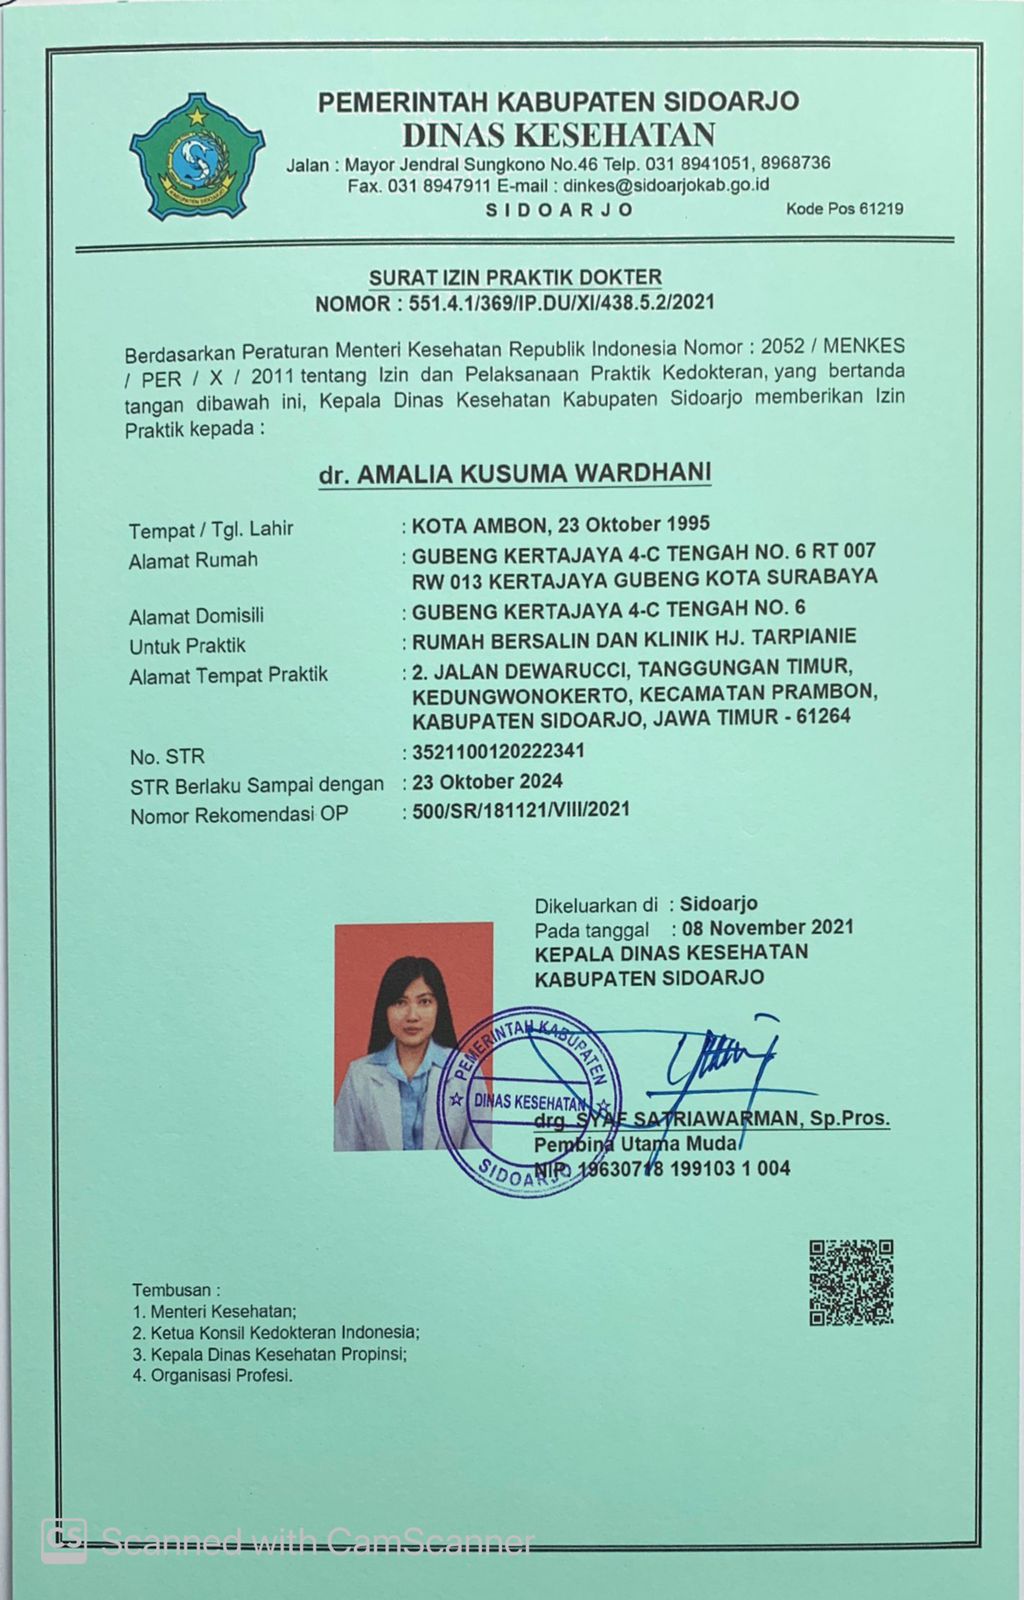 PEMERINTAH KABUPATEN SIDOARJO
DINAS KESEHATAN
Jalan : Mayor Jendral Sungkono No.46 Telp. 031 8941051, 8968736
Fax. 031 8947911 E-mail : dinkes@sidoarjokab.go.id
SIDOARJO Kode Pos 61219
SURAT IZIN PRAKTIK DOKTER
NOMOR : 551.4.1/369/IP.DU/XI/438.5.2/2021
Berdasarkan Peraturan Menteri Kesehatan Republik Indonesia Nomor : 2052 / MENKES
/ PER / X / 2011 tentang Izin dan Pelaksanaan Praktik Kedokteran, yang bertanda
tangan dibawah ini, Kepala Dinas Kesehatan Kabupaten Sidoarjo memberikan Izin
Praktik kepada :
dr. AMALIA KUSUMA WARDHANI
Tempat / Tgl. Lahir : KOTA AMBON, 23 Oktober 1995
Alamat Rumah : GUBENG KERTAJAYA 4-C TENGAH NO. 6 RT 007
RW 013 KERTAJAYA GUBENG KOTA SURABAYA
Alamat Domisili : GUBENG KERTAJAYA 4-C TENGAH NO. 6
Untuk Praktik : RUMAH BERSALIN DAN KLINIK HJ. TARPIANIE
Alamat Tempat Praktik : 2. JALAN DEWARUCCI, TANGGUNGAN TIMUR,
KEDUNGWONOKERTO, KECAMATAN PRAMBON,
KABUPATEN SIDOARJO, JAWA TIMUR - 61264
No. STR : 3521100120222341
STR Berlaku Sampai dengan : 23 Oktober 2024
Nomor Rekomendasi OP : 500/SR/181121/VIII/2021
Dikeluarkan di : Sidoarjo
Pada tanggal : 08 November 2021
KEPALA DINAS KESEHATAN
KABUPATEN SIDOARJO
PEMERINTAH KABUPATEN
DINAS KESEHATAN
SIDOARJO
drg. SYAF SATRIAWARMAN, Sp.Pros.
Pembina Utama Muda
NIP. 19630718 199103 1 004
Tembusan :
1. Menteri Kesehatan;
2. Ketua Konsil Kedokteran Indonesia;
3. Kepala Dinas Kesehatan Propinsi;
4. Organisasi Profesi.
CS Scanned with CamScanner